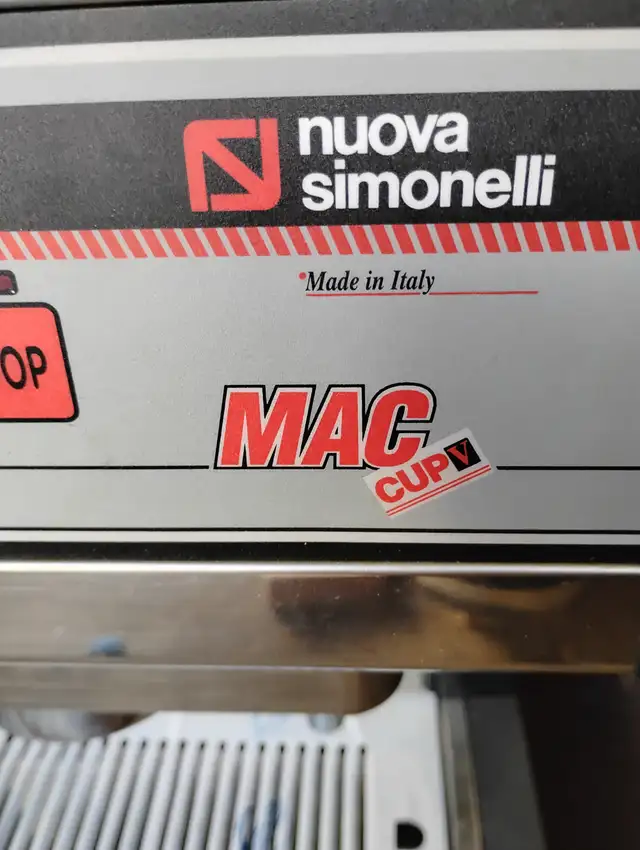 nuova
simonelli
Made in Italy
OP
MAC
CUP V